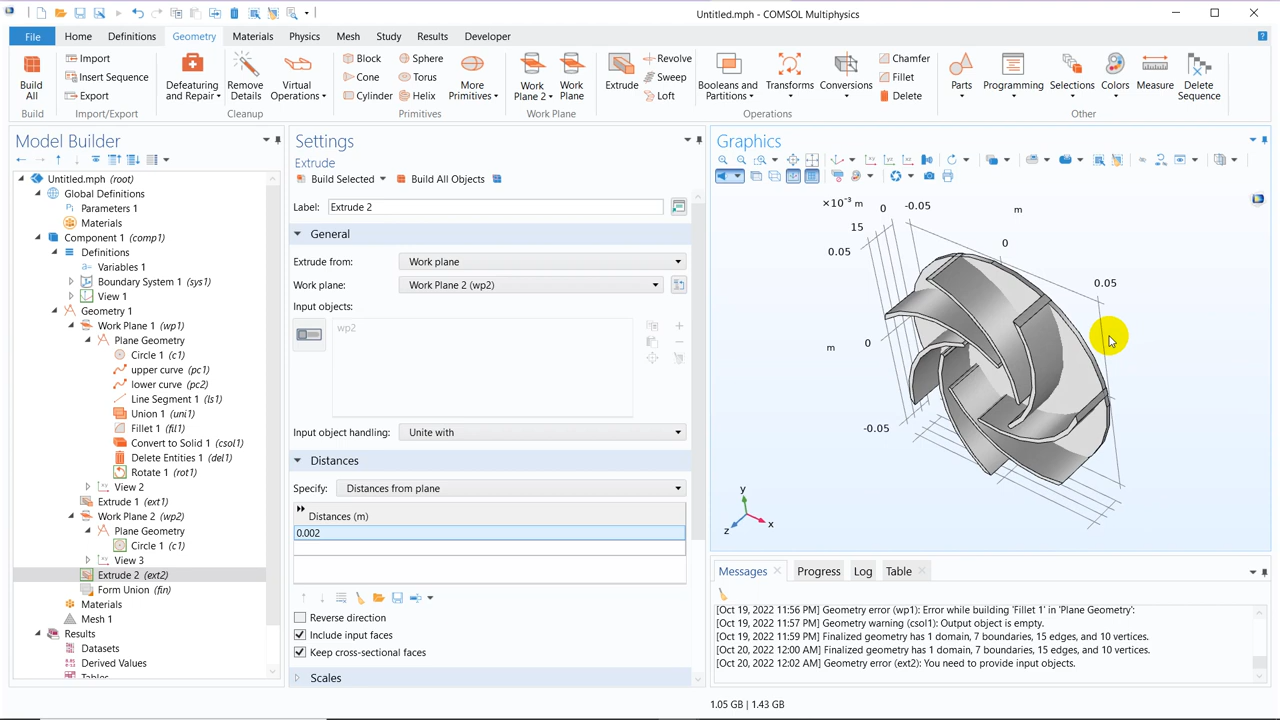 Untitled.mph - COMSOL Multiphysics
File Home Definitions Geometry Materials Physics Mesh Study Results Developer
Build All
Import
Insert Sequence
Export
Defeaturing and Repair
Remove Details
Virtual Operations
Block
Cone
Cylinder
Sphere
Torus
Helix
More Primitives
Work Plane 2
Work Plane
Extrude
Revolve
Sweep
Loft
Booleans and Partitions
Transforms
Conversions
Chamfer
Fillet
Delete
Parts
Programming
Selections
Colors
Measure
Delete Sequence
Build Import/Export Cleanup Primitives Work Plane Operations Other
Model Builder
Untitled.mph (root)
Global Definitions
Parameters 1
Materials
Component 1 (comp1)
Definitions
a= Variables 1
Boundary System 1 (sys1)
View 1
Geometry 1
Work Plane 1 (wp1)
Plane Geometry
Circle 1 (c1)
upper curve (pc1)
lower curve (pc2)
Line Segment 1 (ls1)
Union 1 (uni1)
Fillet 1 (fil1)
Convert to Solid 1 (csol1)
Delete Entities 1 (del1)
Rotate 1 (rot1)
View 2
Extrude 1 (ext1)
Work Plane 2 (wp2)
Plane Geometry
Circle 1 (c1)
View 3
Extrude 2 (ext2)
Form Union (fin)
Materials
Mesh 1
Results
Datasets
Derived Values
Tables
Settings
Extrude
Build Selected Build All Objects
Label: Extrude 2
General
Extrude from: Work plane
Work plane: Work Plane 2 (wp2)
Input objects:
wp2
Input object handling: Unite with
Distances
Specify: Distances from plane
Distances (m)
0.002
Reverse direction
Include input faces
Keep cross-sectional faces
Scales
Graphics
×10⁻³ m 0 -0.05 m
15
0.05
0
0.05
m
0
-0.05
y
z
x
Messages Progress Log Table
[Oct 19, 2022 11:56 PM] Geometry error (wp1): Error while building 'Fillet 1' in 'Plane Geometry':
[Oct 19, 2022 11:57 PM] Geometry warning (csol1): Output object is empty.
[Oct 19, 2022 11:59 PM] Finalized geometry has 1 domain, 7 boundaries, 15 edges, and 10 vertices.
[Oct 20, 2022 12:00 AM] Finalized geometry has 1 domain, 7 boundaries, 15 edges, and 10 vertices.
[Oct 20, 2022 12:02 AM] Geometry error (ext2): You need to provide input objects.
1.05 GB | 1.43 GB